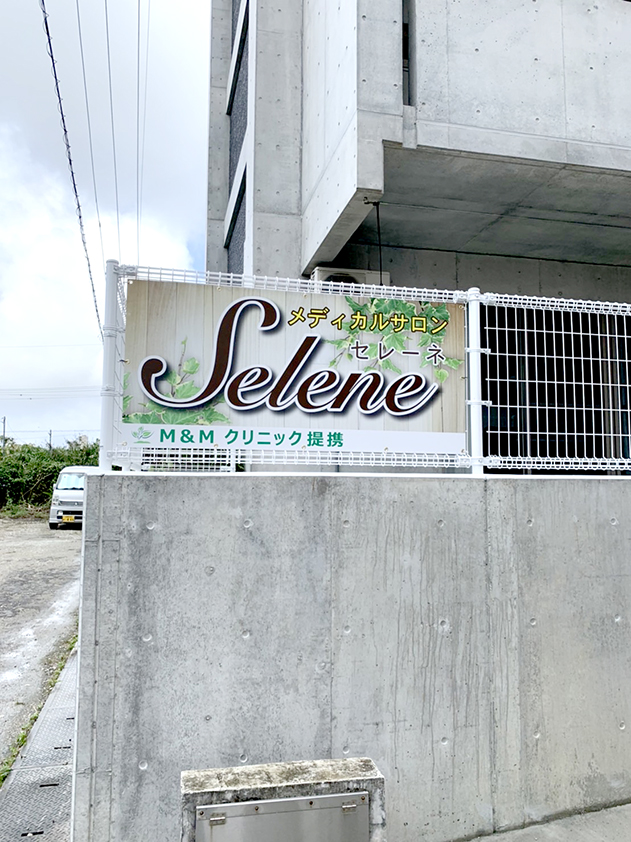 メディカルサロン
セレーネ
Selene
M&M クリニック提携